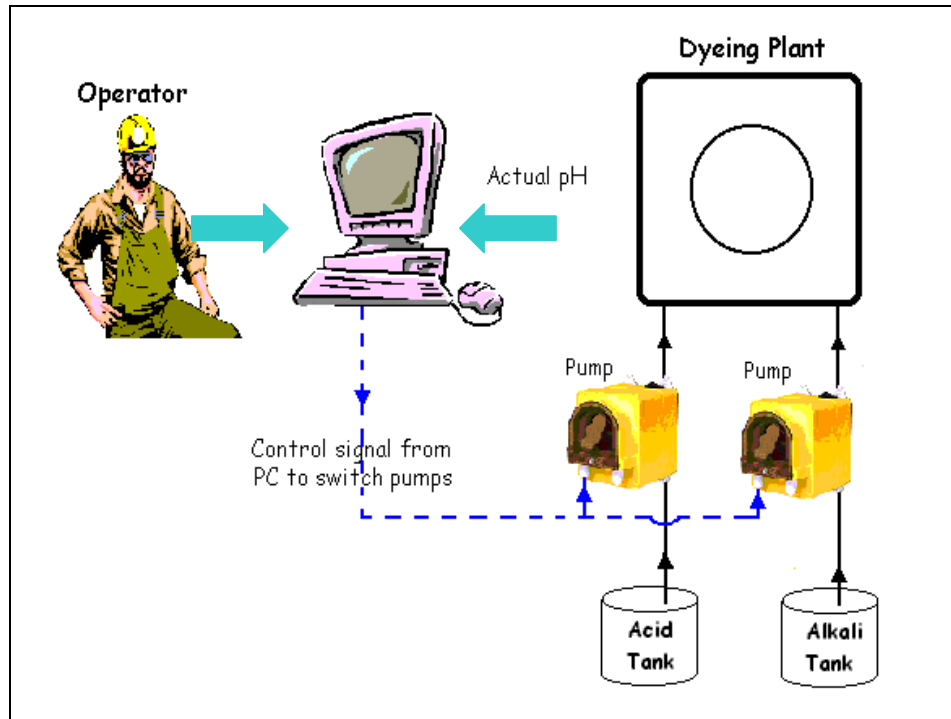 Dyeing Plant
Operator
Actual pH
Pump
Pump
Control signal from
PC to switch pumps
Acid
Tank
Alkali
Tank